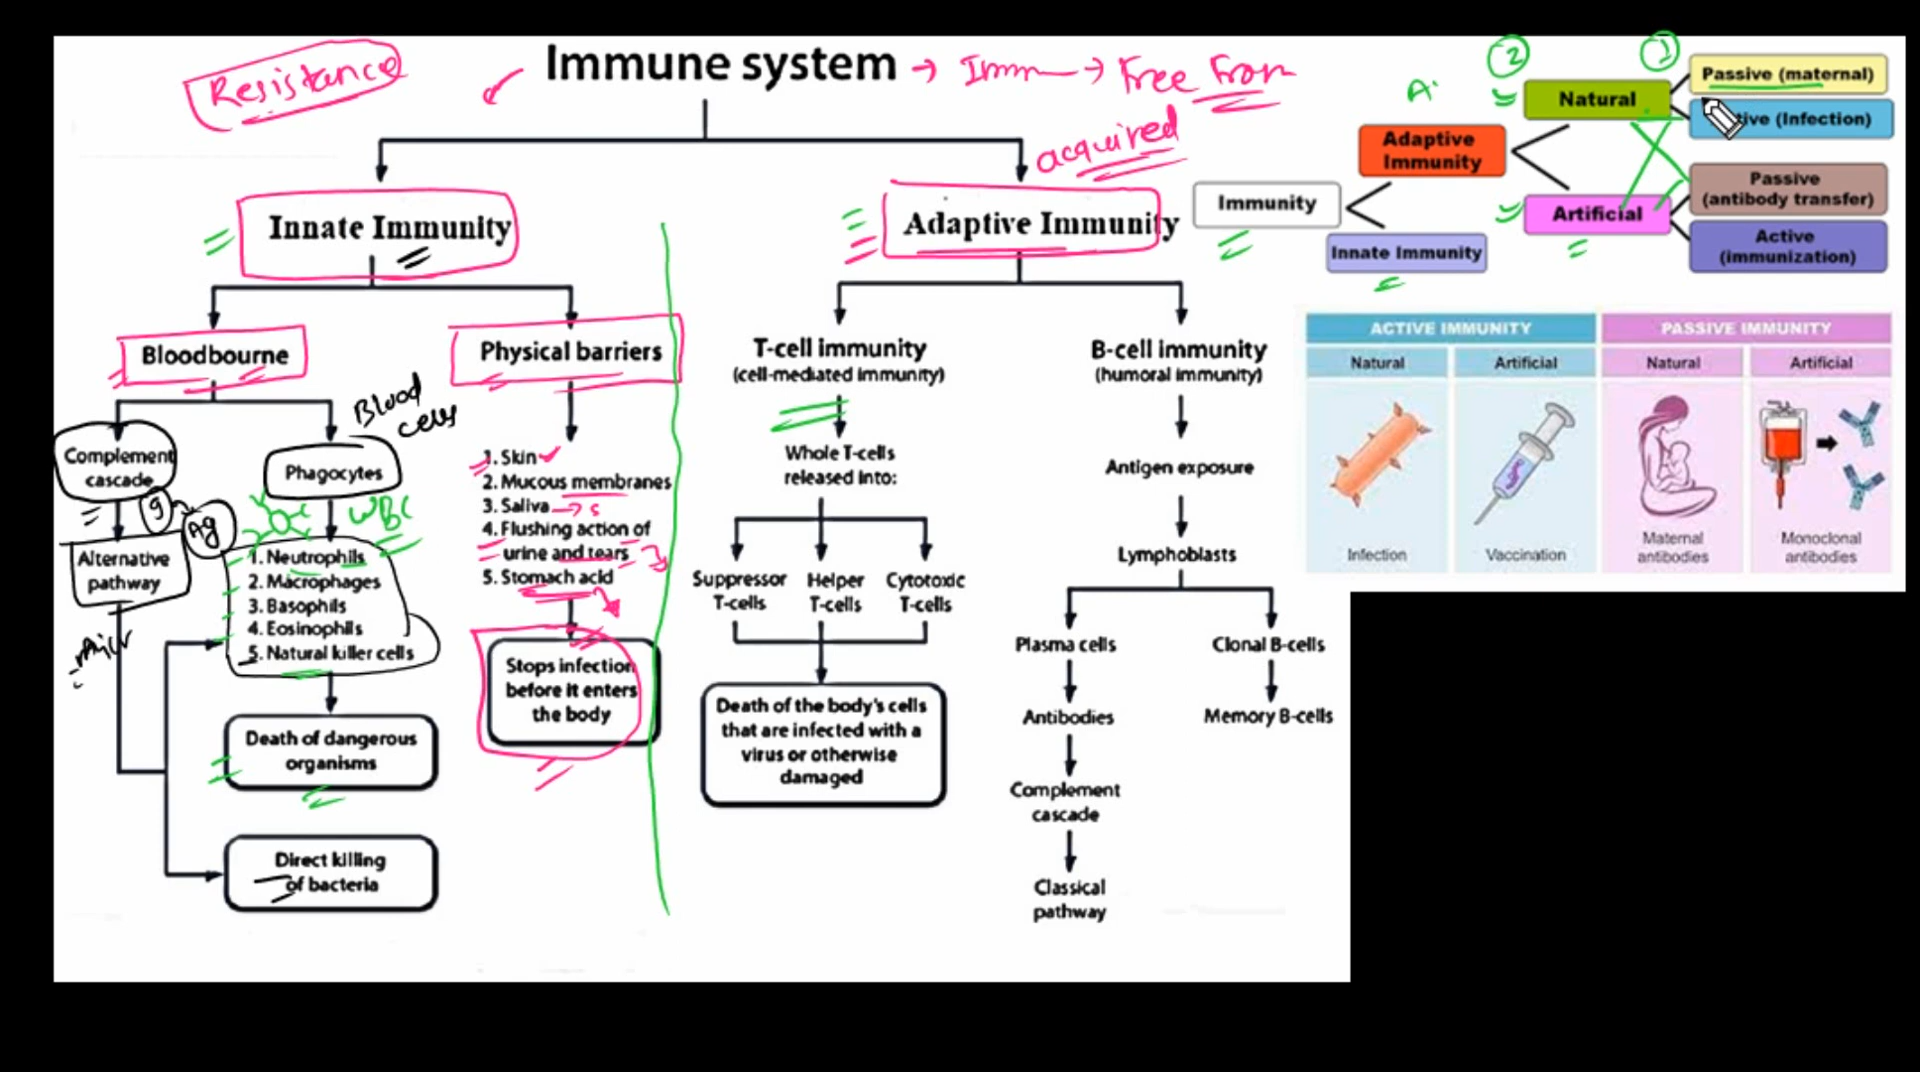 Resistance
Immune system
Free From
acquired
Innate Immunity
Adaptive Immunity
Bloodbourne
Physical barriers
Blood
cells
Complement
cascade
Phagocytes
WBC
9
Ag
Alternative
pathway
1. Neutrophils
2. Macrophages
3. Basophils
4. Eosinophils
5. Natural killer cells
Death of dangerous
organisms
Direct killing
of bacteria
1. Skin
2. Mucous membranes
3. Saliva
4. Flushing action of
urine and tears
5. Stomach acid
Stops infection
before it enters
the body
T-cell immunity
(cell-mediated immunity)
Whole T-cells
released into:
Suppressor
T-cells
Helper
T-cells
Cytotoxic
T-cells
Death of the body's cells
that are infected with a
virus or otherwise
damaged
B-cell immunity
(humoral immunity)
Antigen exposure
Lymphoblasts
Plasma cells
Antibodies
Complement
cascade
Classical
pathway
Clonal B-cells
Memory B-cells
2
1
Immunity
Adaptive
Immunity
Innate Immunity
Natural
Artificial
Passive (maternal)
(Infection)
Passive
(antibody transfer)
Active
(immunization)
ACTIVE IMMUNITY
PASSIVE IMMUNITY
Natural
Artificial
Natural
Artificial
Infection
Vaccination
Maternal
antibodies
Monoclonal
antibodies